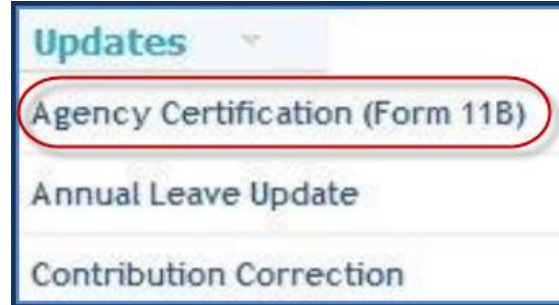 Updates
Agency Certification (Form 11B)
Annual Leave Update
Contribution Correction